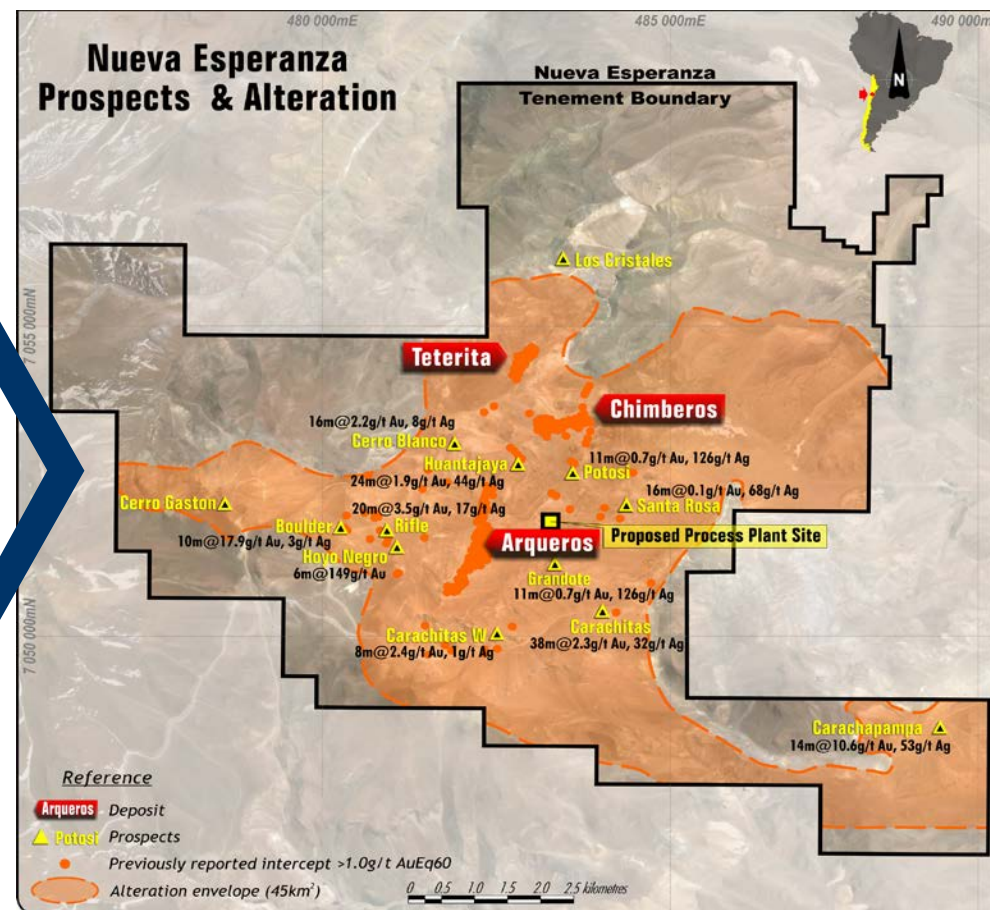 480 000mE
485 000mE
490 000m
Nueva Esperanza
Prospects & Alteration
Nueva Esperanza
Tenement Boundary
N
Los Cristales
7 055 000mN
Teterita
Chimberos
16m@2.2g/t Au, 8g/t Ag
Cerro Blanco
11m@0.7g/t Au, 126g/t Ag
Huantajaya
Potosi
24m@1.9g/t Au, 44g/t Ag
16m@0.1g/t Au, 68g/t Ag
Cerro Gaston
20m@3.5g/t Au, 17g/t Ag
Santa Rosa
Boulder
Rifle
10m@17.9g/t Au, 3g/t Ag
Arqueros
Proposed Process Plant Site
Hoyo Negro
6m@149g/t Au
Grandote
11m@0.7g/t Au, 126g/t Ag
7 050 000mN
Carachitas W
Carachitas
38m@2.3g/t Au, 32g/t Ag
8m@2.4g/t Au, 1g/t Ag
Carachapampa
14m@10.6g/t Au, 53g/t Ag
Reference
Arqueros Deposit
Potosi Prospects
Previously reported intercept >1.0g/t AuEq60
Alteration envelope (45km²)
0 0.5 1.0 1.5 2.0 2.5 kilometres